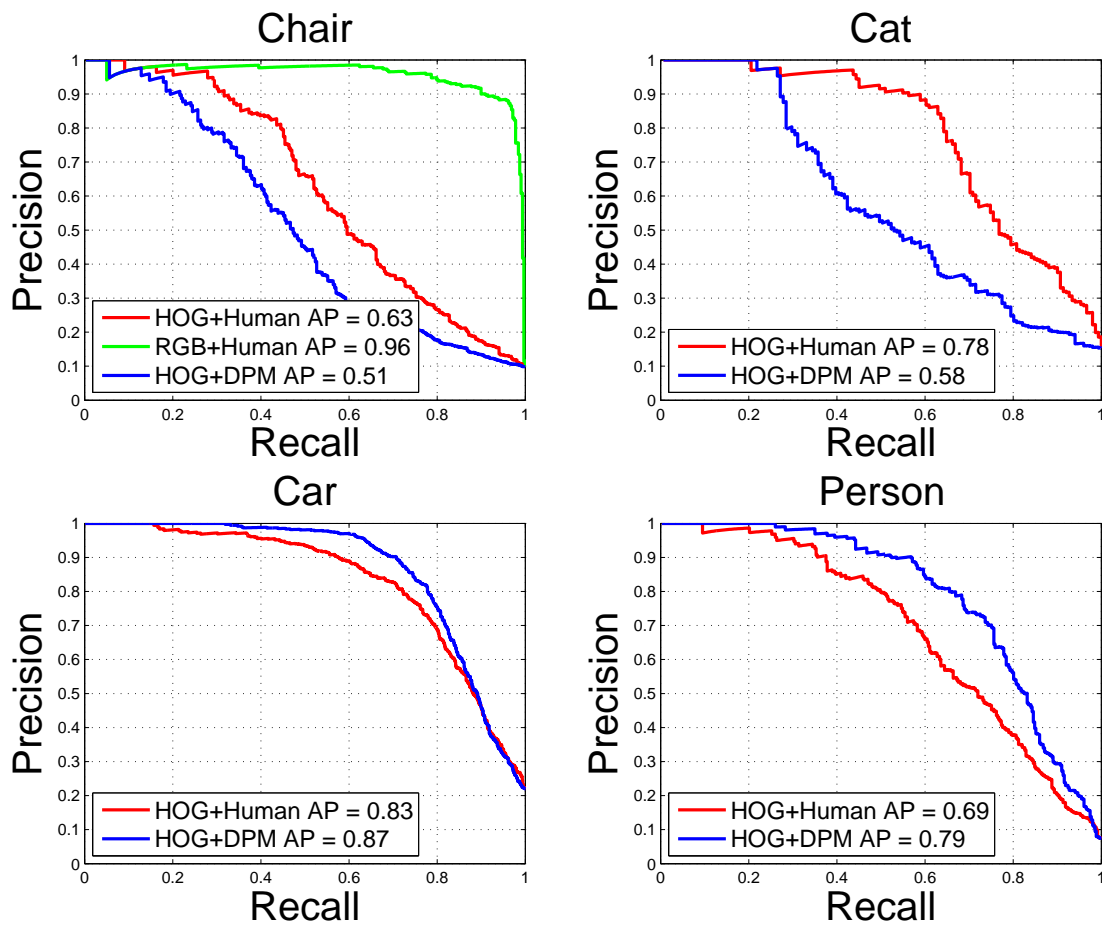 Chair
Precision
1
0.9
0.8
0.7
0.6
0.5
0.4
0.3
0.2
0.1
0
HOG+Human AP = 0.63
RGB+Human AP = 0.96
HOG+DPM AP = 0.51
0 0.2 0.4 0.6 0.8 1
Recall
Cat
Precision
1
0.9
0.8
0.7
0.6
0.5
0.4
0.3
0.2
0.1
0
HOG+Human AP = 0.78
HOG+DPM AP = 0.58
0 0.2 0.4 0.6 0.8 1
Recall
Car
Precision
1
0.9
0.8
0.7
0.6
0.5
0.4
0.3
0.2
0.1
0
HOG+Human AP = 0.83
HOG+DPM AP = 0.87
0 0.2 0.4 0.6 0.8 1
Recall
Person
Precision
1
0.9
0.8
0.7
0.6
0.5
0.4
0.3
0.2
0.1
0
HOG+Human AP = 0.69
HOG+DPM AP = 0.79
0 0.2 0.4 0.6 0.8 1
Recall